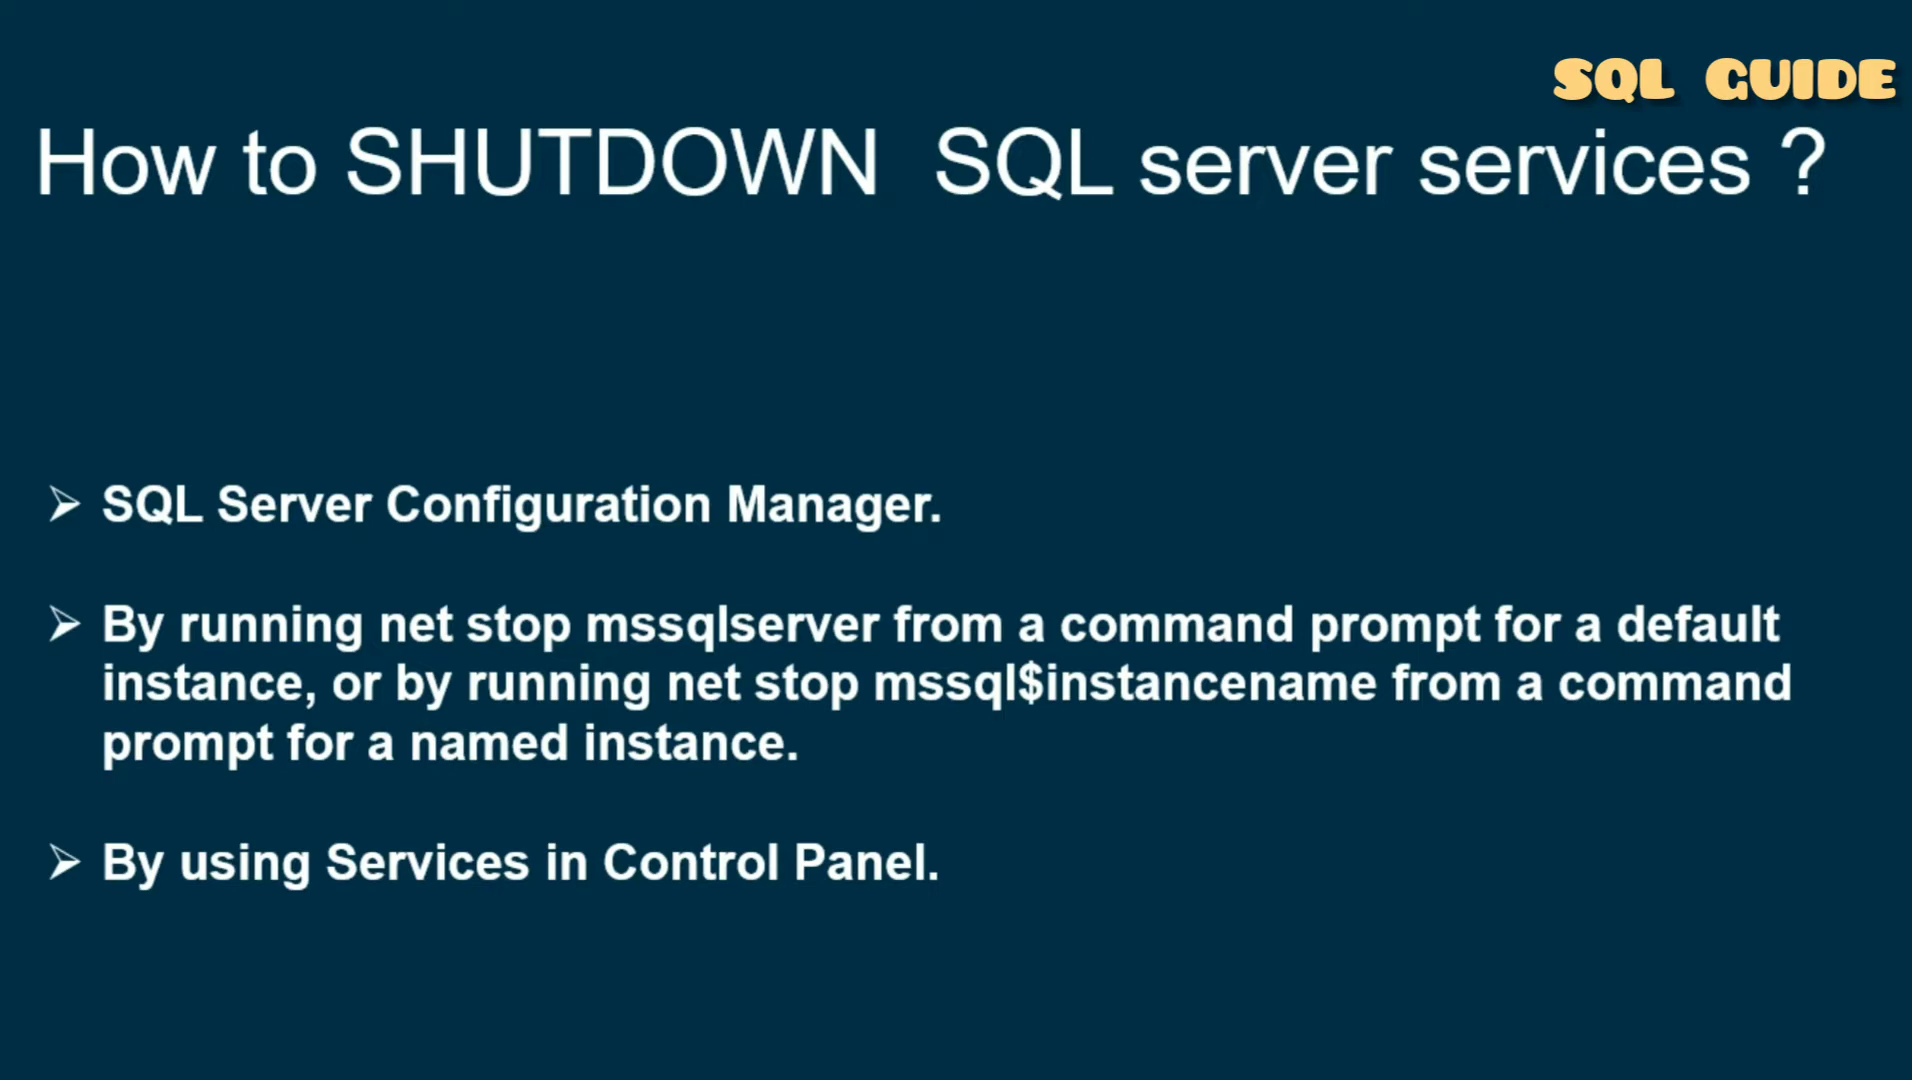 SQL GUIDE
How to SHUTDOWN SQL server services ?
➢ SQL Server Configuration Manager.
➢ By running net stop mssqlserver from a command prompt for a default
instance, or by running net stop mssql$instancename from a command
prompt for a named instance.
➢ By using Services in Control Panel.